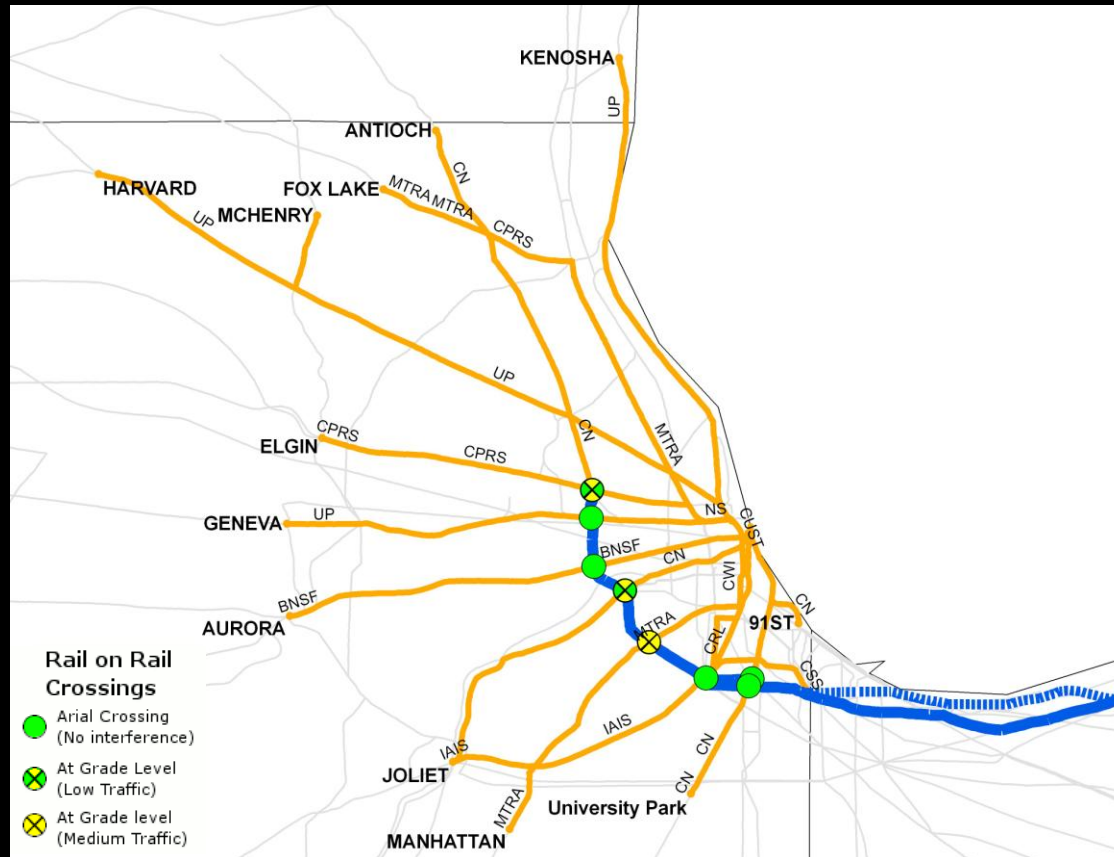 KENOSHA
UP
ANTIOCH
CN
HARVARD
FOX LAKE
MTRA
MTRA
CPRS
MCHENRY
UP
UP
CN
CPRS
CPRS
ELGIN
MTRA
NS
GENEVA
UP
CUST
BNSF
CN
CWI
BNSF
AURORA
CN
MTRA
91ST
CRL
CSS
Rail on Rail
Crossings
Arial Crossing
(No interference)
At Grade Level
(Low Traffic)
At Grade level
(Medium Traffic)
IAIS
IAIS
JOLIET
CN
CN
University Park
MTRA
MANHATTAN